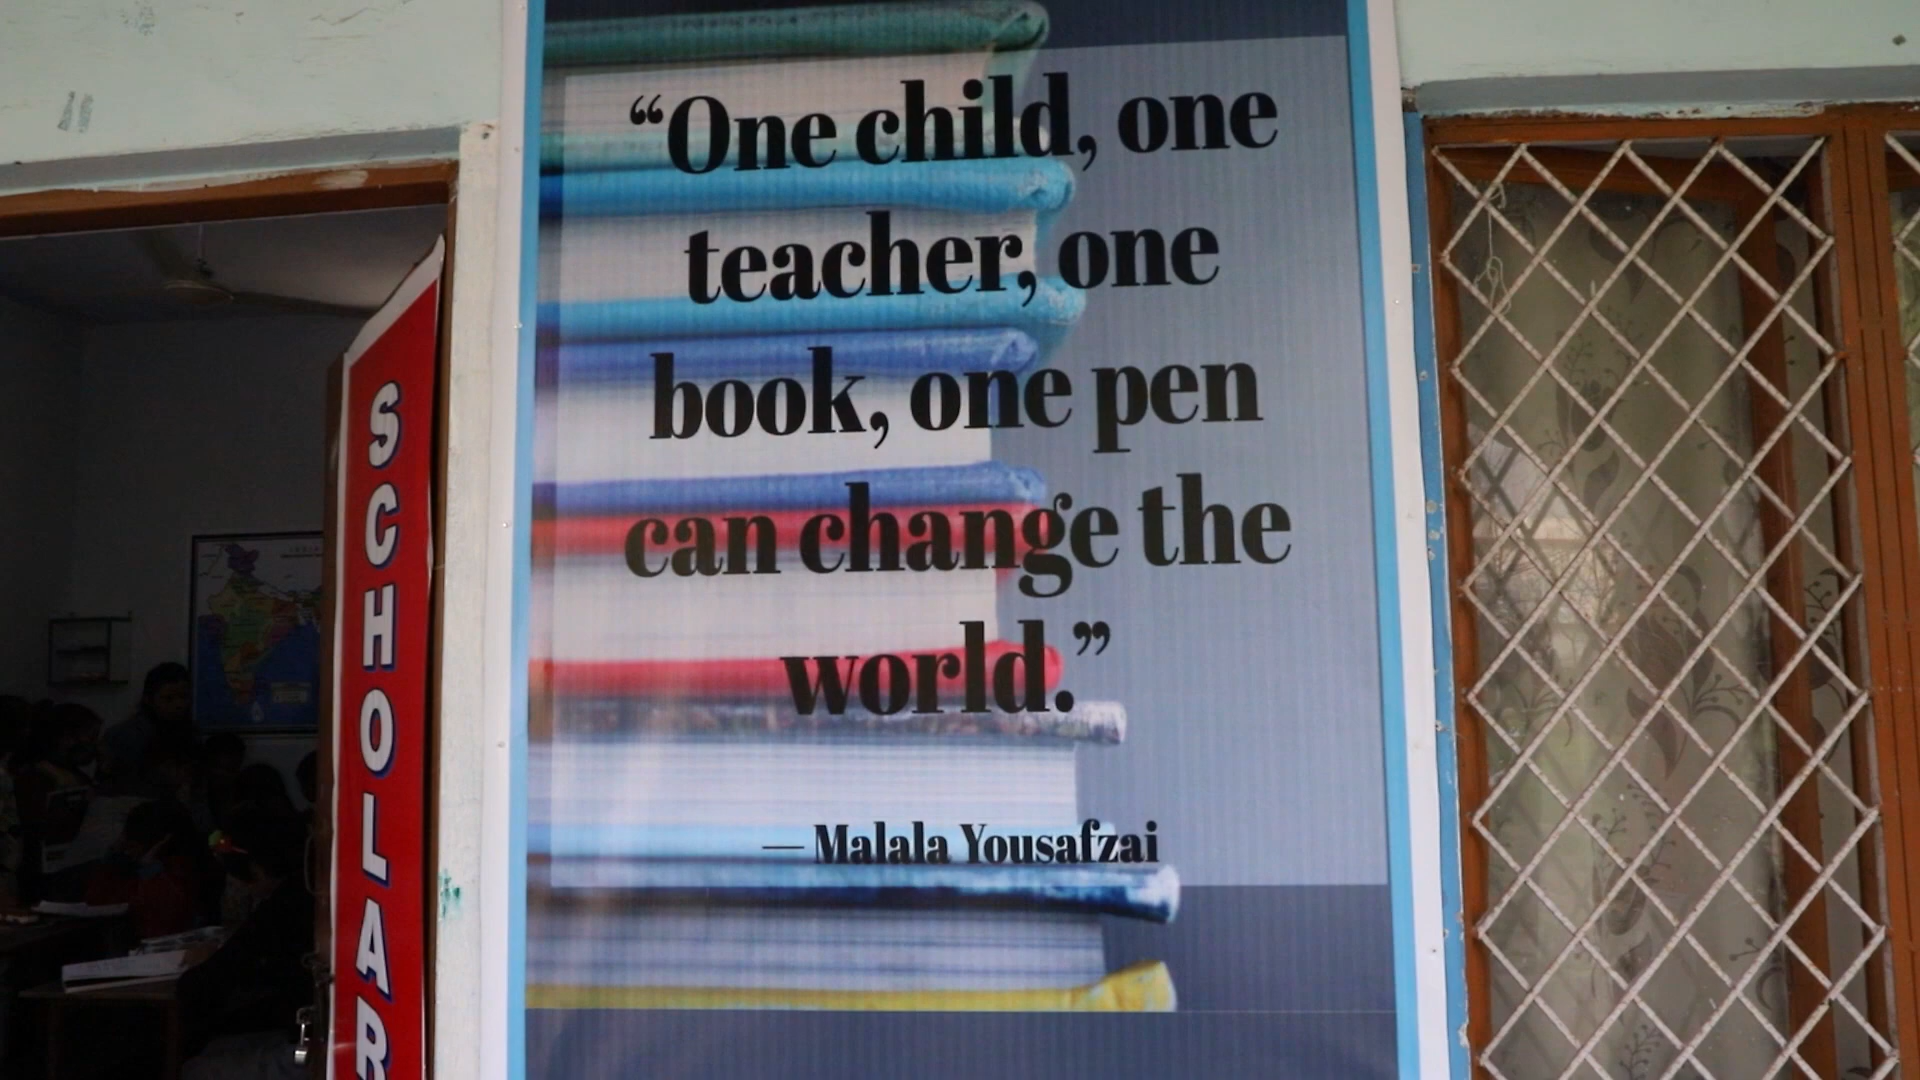 “One child, one
teacher, one
book, one pen
can change the
world.”
— Malala Yousafzai
SCHOLAR